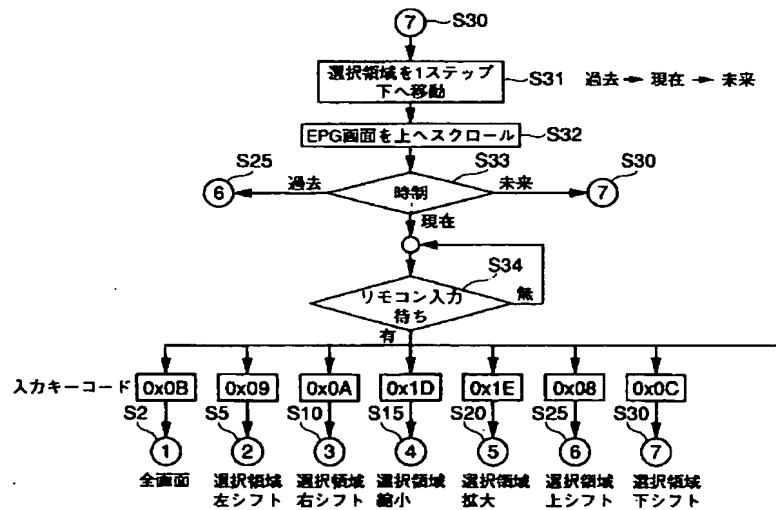 7 S30
選択領域を1ステップ
下へ移動
S31 過去 → 現在 → 未来
EPG画面を上へスクロール
S32
S25 S33 S30
6 過去 時制 未来 7
現在
S34
リモコン入力
待ち
無
有
入力キーコード 0x0B 0x09 0x0A 0x1D 0x1E 0x08 0x0C
S2 S5 S10 S15 S20 S25 S30
1 2 3 4 5 6 7
全画面 選択領域 選択領域 選択領域 選択領域 選択領域 選択領域
左シフト 右シフト 縮小 拡大 上シフト 下シフト